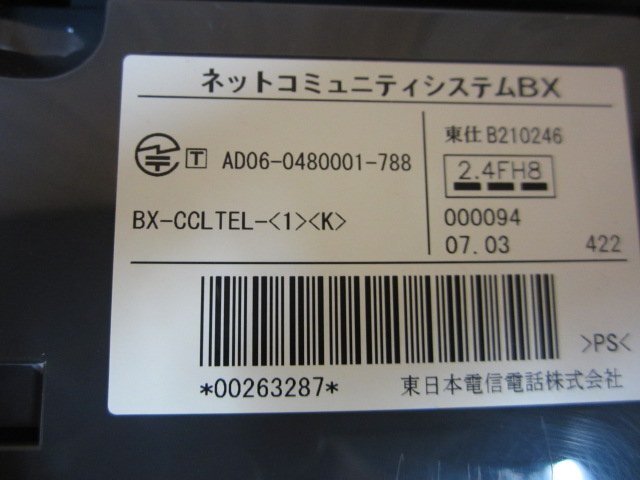 ネットコミュニティシステムBX
T AD06-0480001-788
BX-CCLTEL-<1><K>
東仕 B210246
2.4FH8
000094
07.03 422
*00263287*
>PS<
東日本電信電話株式会社